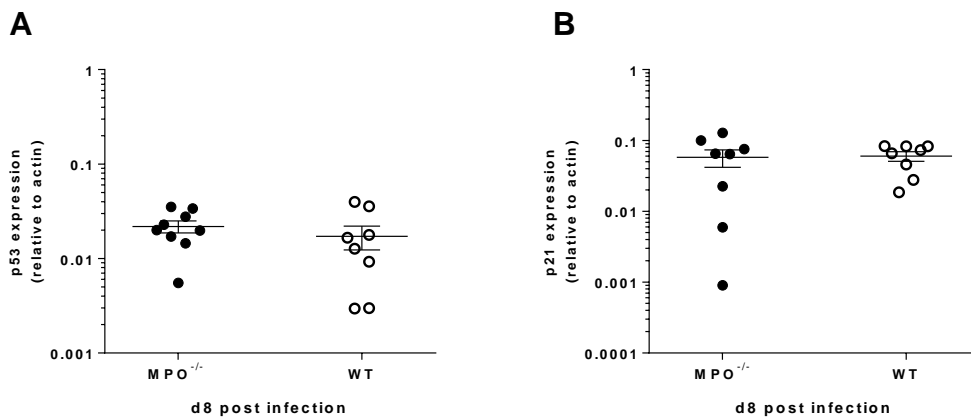 A
p53 expression
(relative to actin)
1
0.1
0.01
0.001
MPO-/-
WT
d8 post infection
B
p21 expression
(relative to actin)
1
0.1
0.01
0.001
0.0001
MPO-/-
WT
d8 post infection